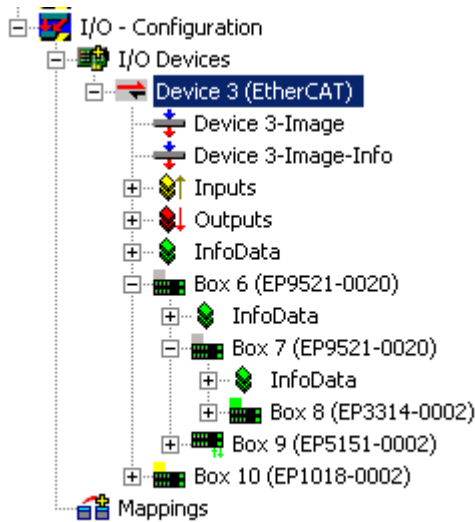 I/O - Configuration
I/O Devices
Device 3 (EtherCAT)
Device 3-Image
Device 3-Image-Info
Inputs
Outputs
InfoData
Box 6 (EP9521-0020)
InfoData
Box 7 (EP9521-0020)
InfoData
Box 8 (EP3314-0002)
Box 9 (EP5151-0002)
Box 10 (EP1018-0002)
Mappings